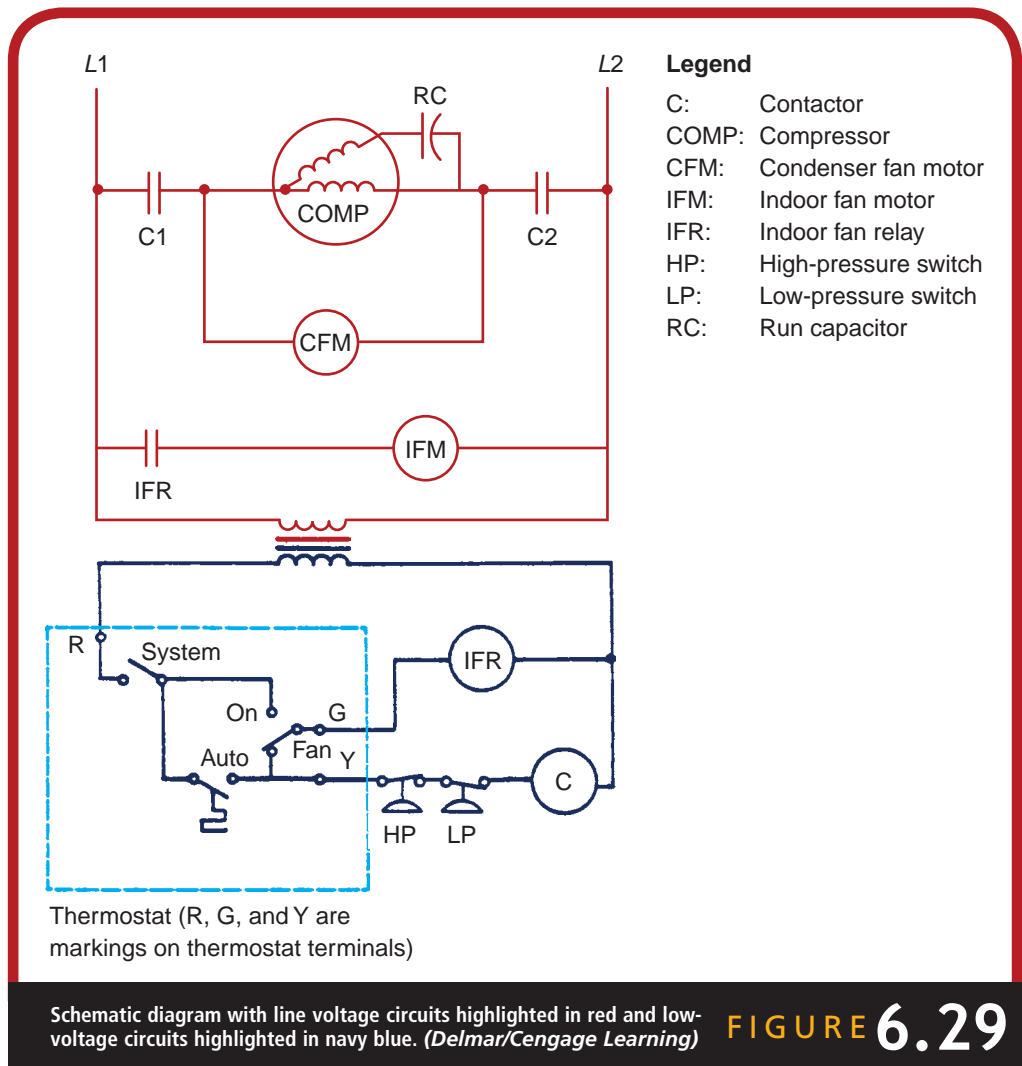 L1
L2
RC
COMP
C1
C2
CFM
IFM
IFR
Legend
C: Contactor
COMP: Compressor
CFM: Condenser fan motor
IFM: Indoor fan motor
IFR: Indoor fan relay
HP: High-pressure switch
LP: Low-pressure switch
RC: Run capacitor
R
System
IFR
On
G
Fan
Auto
Y
C
HP
LP
Thermostat (R, G, and Y are
markings on thermostat terminals)
Schematic diagram with line voltage circuits highlighted in red and low-
voltage circuits highlighted in navy blue. (Delmar/Cengage Learning)
FIGURE 6.29